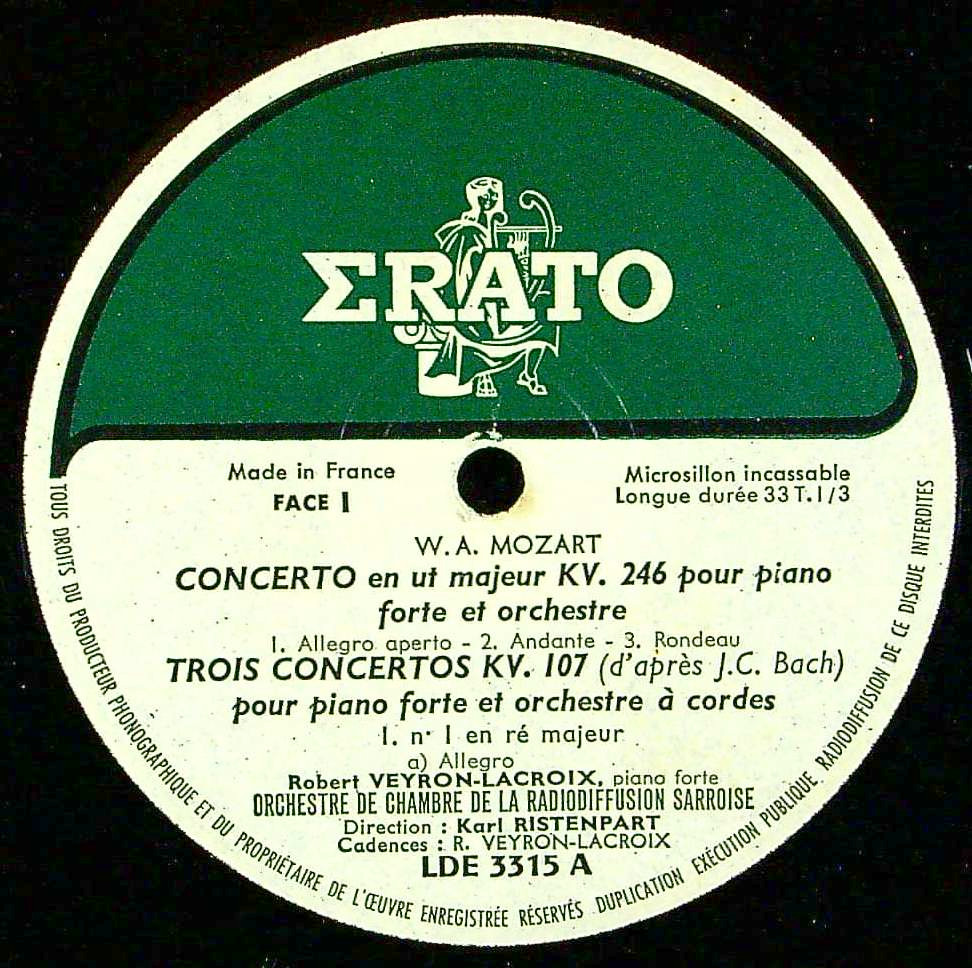 ΣRATO
Made in France
FACE I
Microsillon incassable
Longue durée 33 T. 1/3
W. A. MOZART
CONCERTO en ut majeur KV. 246 pour piano
forte et orchestre
1. Allegro aperto - 2. Andante - 3. Rondeau
TROIS CONCERTOS KV. 107 (d'après J.C. Bach)
pour piano forte et orchestre à cordes
1. n· 1 en ré majeur
a) Allegro
Robert VEYRON-LACROIX, piano forte
ORCHESTRE DE CHAMBRE DE LA RADIODIFFUSION SARROISE
Direction : Karl RISTENPART
Cadences : R. VEYRON-LACROIX
LDE 3315 A
TOUS DROITS DU PRODUCTEUR PHONOGRAPHIQUE ET DU PROPRIÉTAIRE DE L'ŒUVRE ENREGISTRÉE RÉSERVÉS DUPLICATION EXÉCUTION PUBLIQUE RADIODIFFUSION DE CE DISQUE INTERDITES